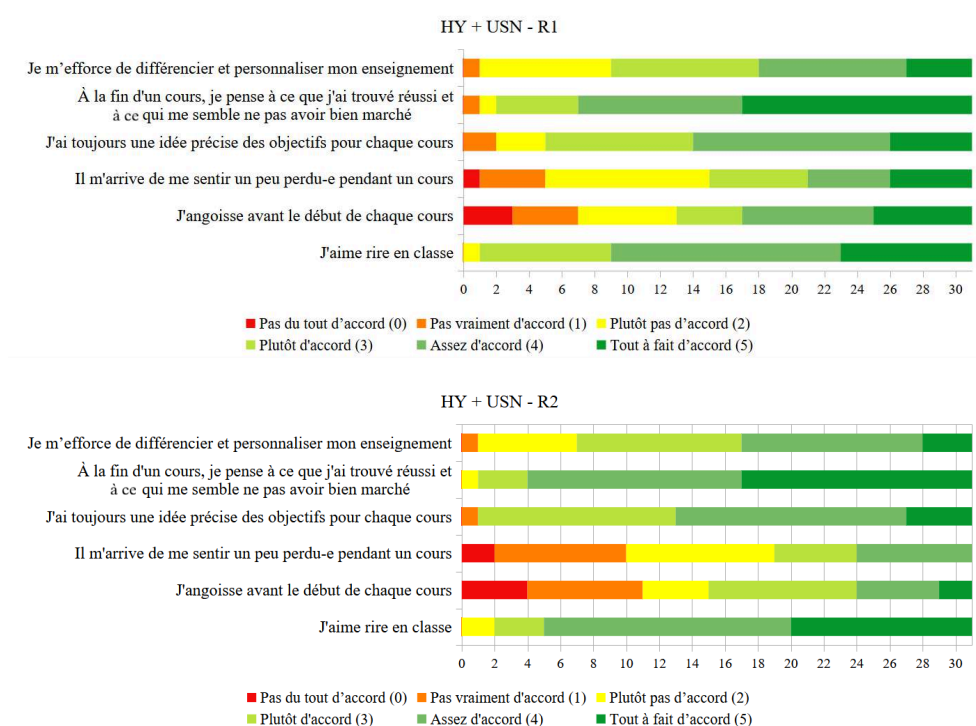 HY + USN - R1
Je m’efforce de différencier et personnaliser mon enseignement
À la fin d'un cours, je pense à ce que j'ai trouvé réussi et
à ce qui me semble ne pas avoir bien marché
J'ai toujours une idée précise des objectifs pour chaque cours
Il m'arrive de me sentir un peu perdu-e pendant un cours
J'angoisse avant le début de chaque cours
J'aime rire en classe
0 2 4 6 8 10 12 14 16 18 20 22 24 26 28 30
Pas du tout d’accord (0) Pas vraiment d'accord (1) Plutôt pas d’accord (2)
Plutôt d'accord (3) Assez d'accord (4) Tout à fait d’accord (5)
HY + USN - R2
Je m’efforce de différencier et personnaliser mon enseignement
À la fin d'un cours, je pense à ce que j'ai trouvé réussi et
à ce qui me semble ne pas avoir bien marché
J'ai toujours une idée précise des objectifs pour chaque cours
Il m'arrive de me sentir un peu perdu-e pendant un cours
J'angoisse avant le début de chaque cours
J'aime rire en classe
0 2 4 6 8 10 12 14 16 18 20 22 24 26 28 30
Pas du tout d’accord (0) Pas vraiment d'accord (1) Plutôt pas d’accord (2)
Plutôt d'accord (3) Assez d'accord (4) Tout à fait d’accord (5)